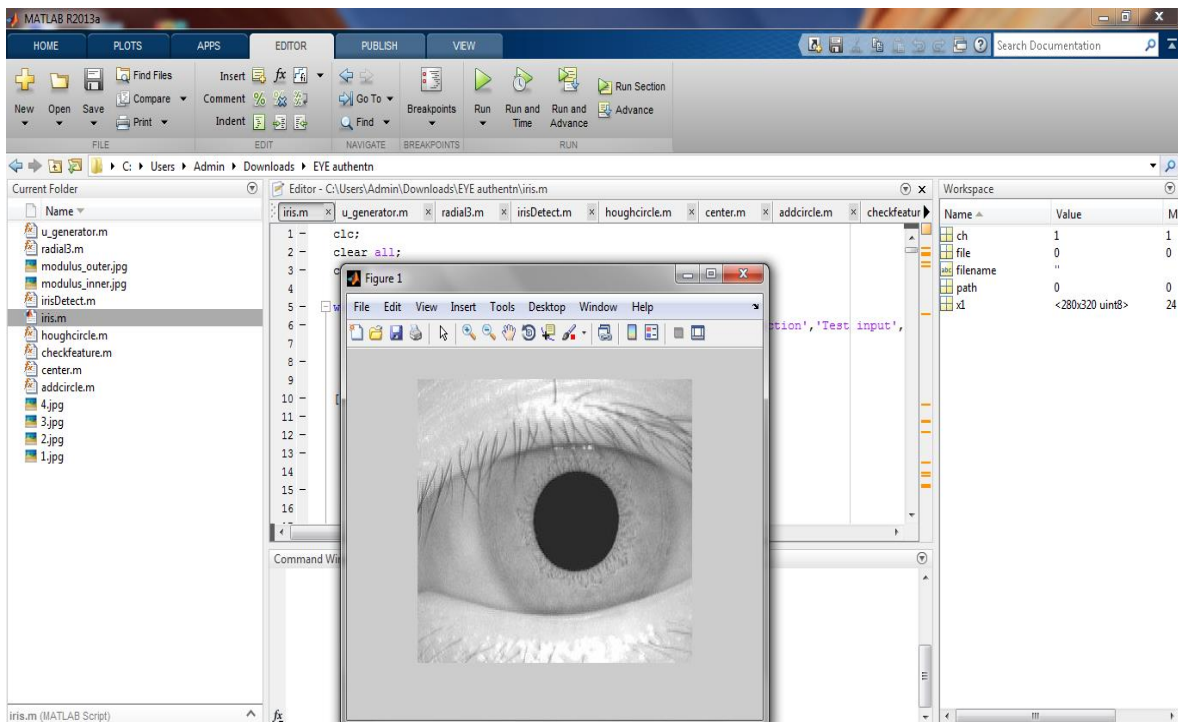 MATLAB R2013a
HOME PLOTS APPS EDITOR PUBLISH VIEW
Search Documentation
New Open Save
Find Files
Compare
Print
FILE
Insert fx
Comment
Indent
EDIT
Go To
Find
NAVIGATE
Breakpoints
BREAKPOINTS
Run
Run and Time
Run and Advance
Run Section
Advance
RUN
C: Users Admin Downloads EYE authentn
Current Folder
Name
u_generator.m
radial3.m
modulus_outer.jpg
modulus_inner.jpg
irisDetect.m
iris.m
houghcircle.m
checkfeature.m
center.m
addcircle.m
4.jpg
3.jpg
2.jpg
1.jpg
iris.m (MATLAB Script)
Editor - C:\Users\Admin\Downloads\EYE authentn\iris.m
iris.m u_generator.m radial3.m irisDetect.m houghcircle.m center.m addcircle.m checkfeatur
1 clc;
2 clear all;
3 c
4
5 w
6 ction','Test input',
7
8
9
10 [
11
12
13
14
15
16
Command Wi
fx
Figure 1
File Edit View Insert Tools Desktop Window Help
Workspace
Name Value M
ch 1 1
file 0 0
abc filename ''
path 0 0
x1 <280x320 uint8> 24